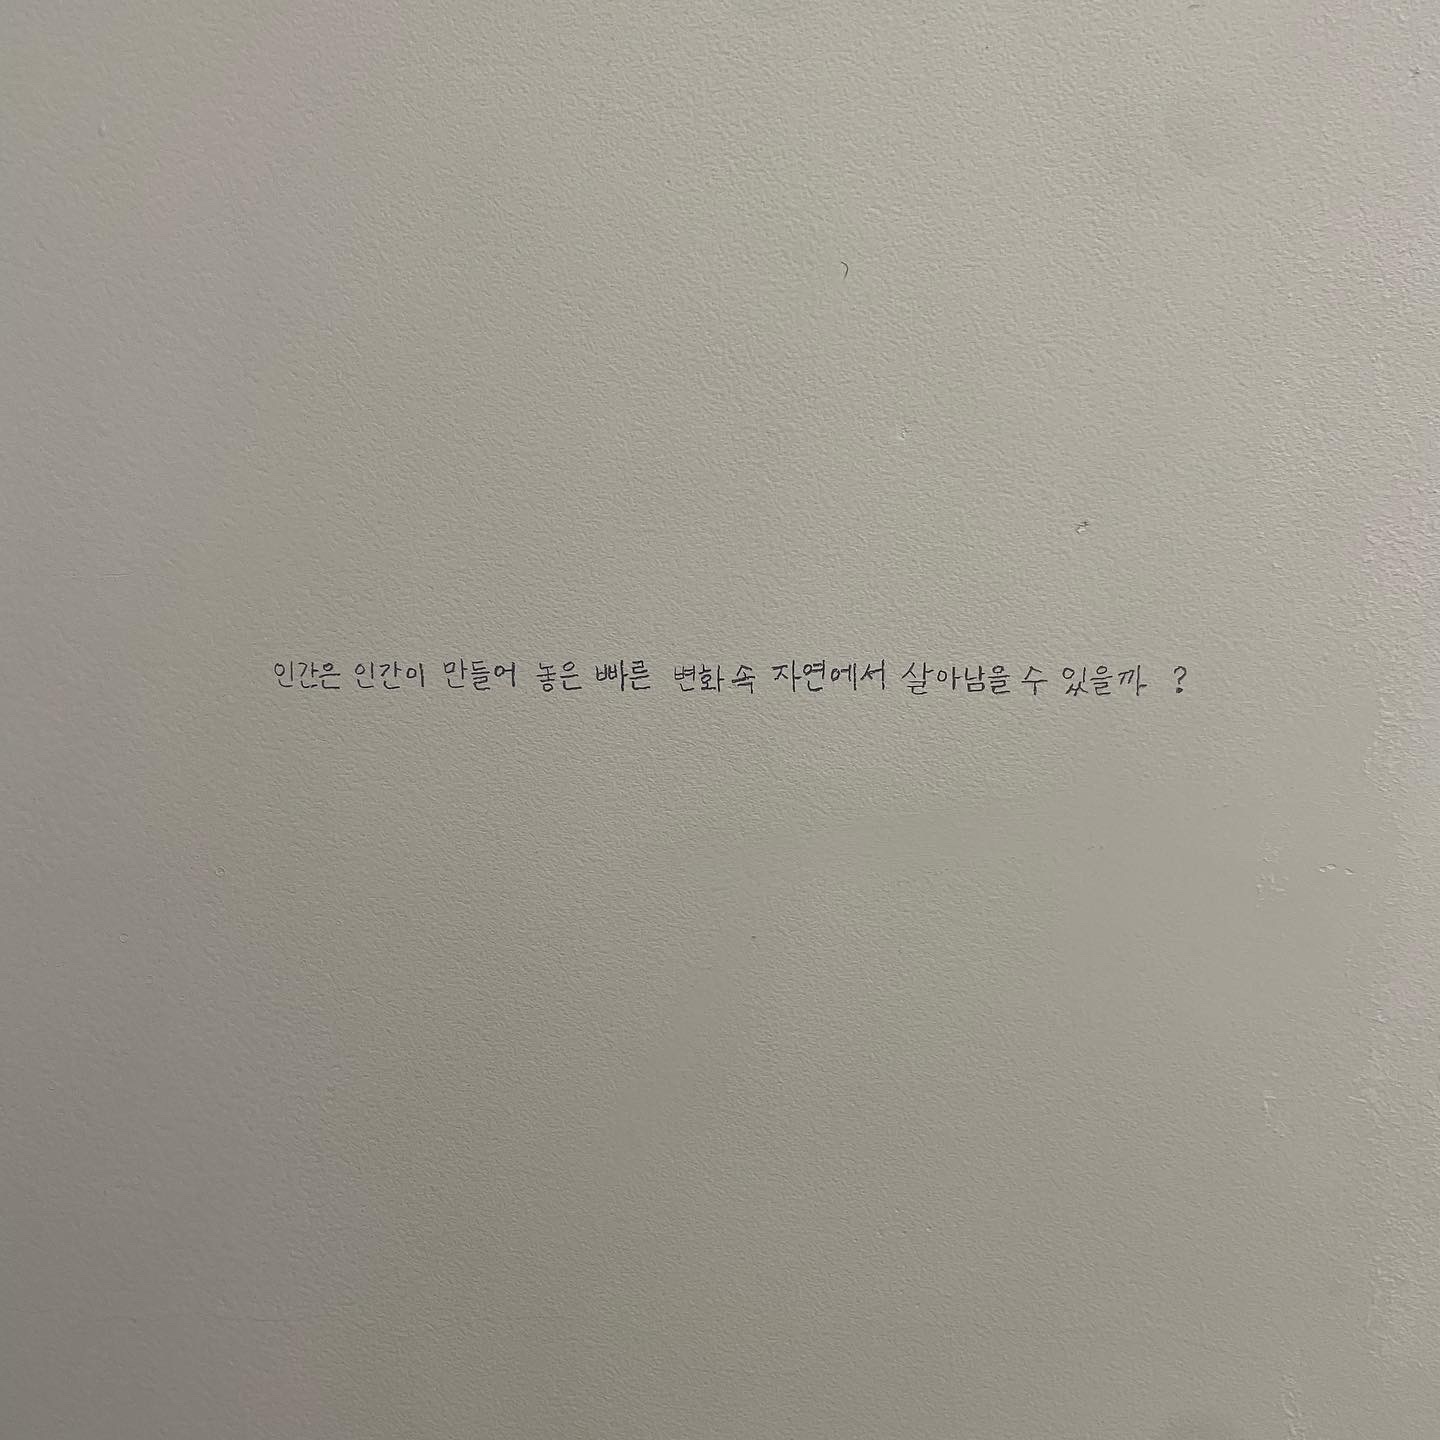 인간은 인간이 만들어 놓은 빠른 변화 속 자연에서 살아남을 수 있을까 ?